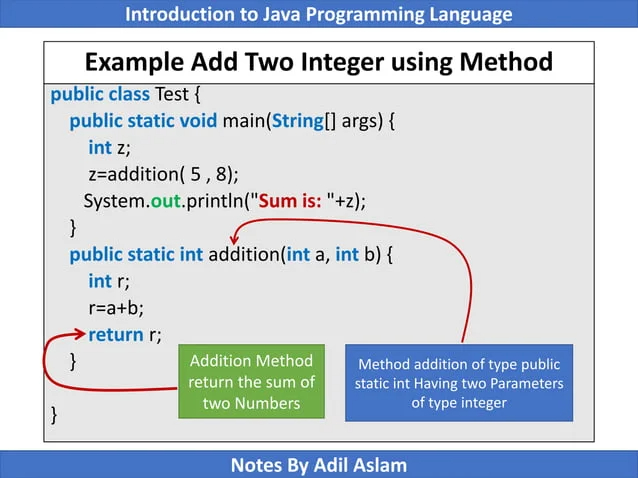 Introduction to Java Programming Language
Example Add Two Integer using Method
public class Test {
public static void main(String[] args) {
int z;
z=addition( 5 , 8);
System.out.println("Sum is: "+z);
}
public static int addition(int a, int b) {
int r;
r=a+b;
return r;
}
}
Addition Method
return the sum of
two Numbers
Method addition of type public
static int Having two Parameters
of type integer
Notes By Adil Aslam